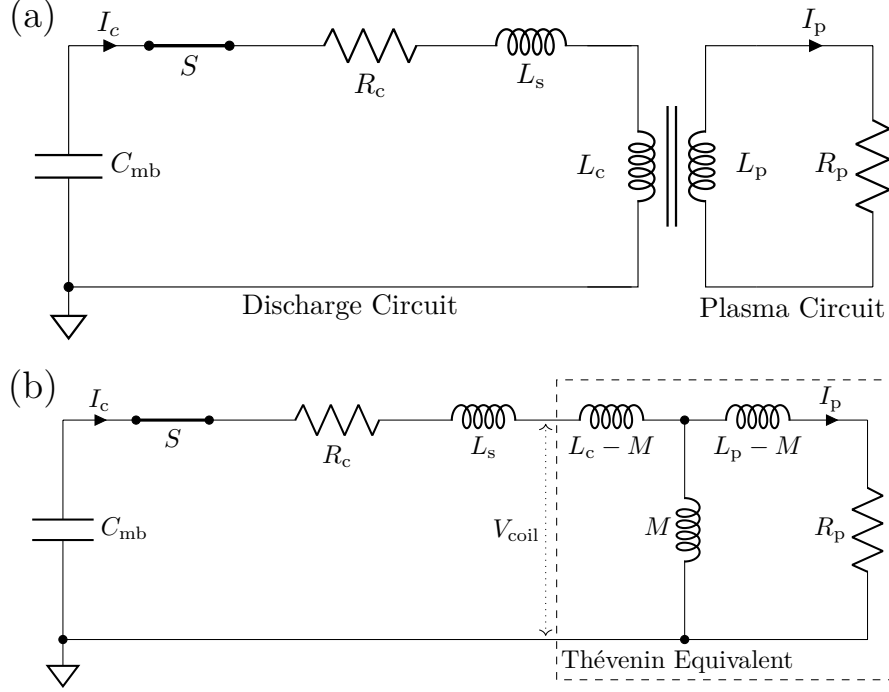 (a)
I_c
S
R_c
L_s
I_p
C_mb
L_c
L_p
R_p
Discharge Circuit
Plasma Circuit
(b)
I_c
S
R_c
L_s
L_c − M
L_p − M
I_p
C_mb
V_coil
M
R_p
Thévenin Equivalent